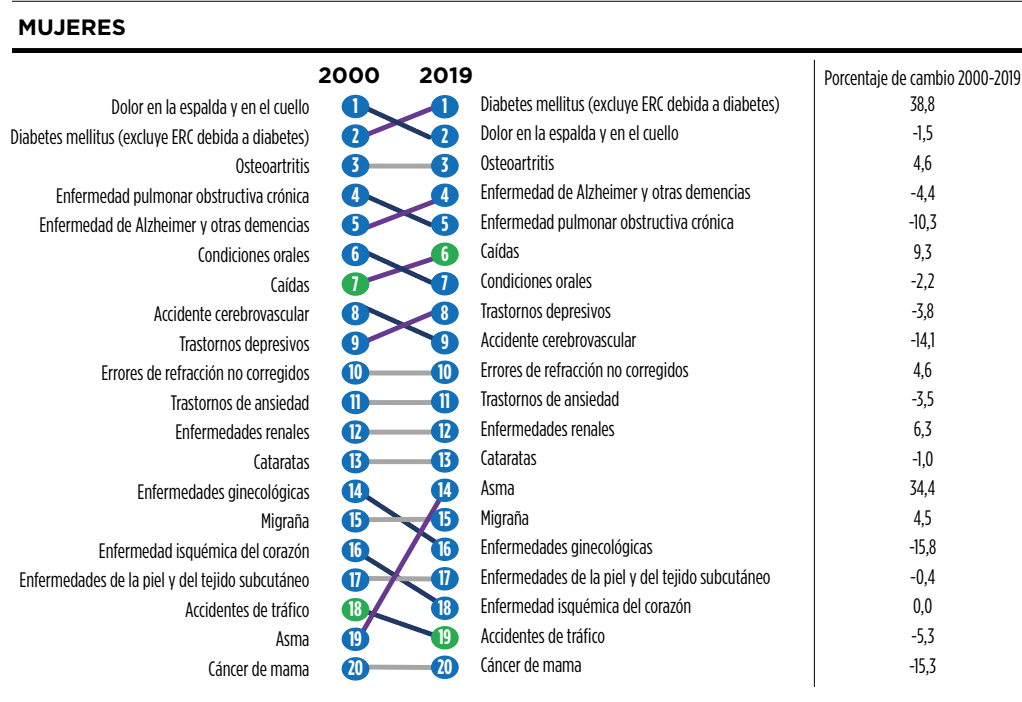 MUJERES
2000 2019 Porcentaje de cambio 2000-2019
Dolor en la espalda y en el cuello 1 1 Diabetes mellitus (excluye ERC debida a diabetes) 38,8
Diabetes mellitus (excluye ERC debida a diabetes) 2 2 Dolor en la espalda y en el cuello -1,5
Osteoartritis 3 3 Osteoartritis 4,6
Enfermedad pulmonar obstructiva crónica 4 4 Enfermedad de Alzheimer y otras demencias -4,4
Enfermedad de Alzheimer y otras demencias 5 5 Enfermedad pulmonar obstructiva crónica -10,3
Condiciones orales 6 6 Caídas 9,3
Caídas 7 7 Condiciones orales -2,2
Accidente cerebrovascular 8 8 Trastornos depresivos -3,8
Trastornos depresivos 9 9 Accidente cerebrovascular -14,1
Errores de refracción no corregidos 10 10 Errores de refracción no corregidos 4,6
Trastornos de ansiedad 11 11 Trastornos de ansiedad -3,5
Enfermedades renales 12 12 Enfermedades renales 6,3
Cataratas 13 13 Cataratas -1,0
Enfermedades ginecológicas 14 14 Asma 34,4
Migraña 15 15 Migraña 4,5
Enfermedad isquémica del corazón 16 16 Enfermedades ginecológicas -15,8
Enfermedades de la piel y del tejido subcutáneo 17 17 Enfermedades de la piel y del tejido subcutáneo -0,4
Accidentes de tráfico 18 18 Enfermedad isquémica del corazón 0,0
Asma 19 19 Accidentes de tráfico -5,3
Cáncer de mama 20 20 Cáncer de mama -15,3